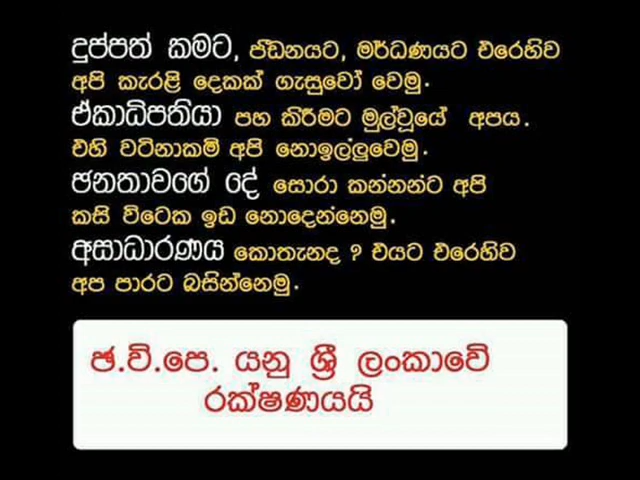 දුප්පත් කමට, පීඩනයට, මර්ධණයට එරෙහිව
අපි කැරළි දෙකක් ගැසුවෝ වෙමු.
ඒකාධිපතියා පහ කිරීමට මුල්වූයේ අපය.
එහි වටිනාකම් අපි නොඉල්ලුවෙමු.
ජනතාවගේ දේ සොරා කන්නන්ට අපි
කසි විටෙක ඉඩ නොදෙන්නෙමු.
අසාධාරණය කොතැනද ? එයට එරෙහිව
අප පාරට බසින්නෙමු.
ජ.වි.පෙ. යනු ශ්‍රී ලංකාවේ
රක්ෂණයයි